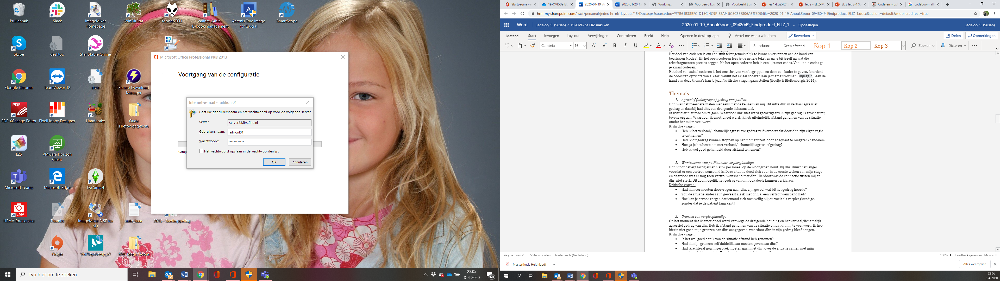 Prullenbak
Slack
ImageMixer Homepage
WinDirStat
foobar2000
calibre 64bit - E-book management
Acronis True Image for Crucial
SmartScope
Skype
desktop
Star Stable Online
Google Chrome
TeamViewer 12
style
Secure Download Manager
PDF-XChange Editor
PixelHobby Designer
Handbrake
Oude Firefox-gegevens
L2S
VMware Horizon Client
Microsoft Teams
Microsoft Edge
De Sims 4
HEMA fotoservice
Thumbs
ImageMixer 3 SE for SD
auto_huur
2016 - Snelkoppeling
Origin
VidPlayaSetup_v2
NVC Magic Room
Microsoft Office Professional Plus 2013
Voortgang van de configuratie
Setup
Internet-e-mail - aililionl01
Geef uw gebruikersnaam en het wachtwoord op voor de volgende server.
Server
server33.firstfind.nl
Gebruikersnaam:
aililionl01
Wachtwoord:
************
Het wachtwoord opslaan in de wachtwoordenlijst
OK
Annuleren
Typ hier om te zoeken
23:05
3-4-2020
40
Startpagina va
19-OVK-3e Eli
2020-01-19_A
2020-01-20_N
Working...
Voorbeeld ELi
Voorbeeld ELi
les 1-ELiZ-RC
les 2 - ELiZ-RC
ELiZ les 3-4 S
Coderen. - pp
codeboom atl
hrnl-my.sharepoint.com/:w:/r/personal/jedes_hr_nl/_layouts/15/Doc.aspx?sourcedoc=%7B61B38BFC-D15C-4C9F-83A9-5C5C6EE806A6%7D&file=2020-01-19_AnoukSpoor_0948049_Eindproduct_ELIZ_1.docx&action=default&mobileredirect=true
Word
Jedeloo, S. (Susan) > 19-OVK-3e EliZ nakijken
2020-01-19_AnoukSpoor_0948049_Eindproduct_ELIZ_1 - Opgeslagen
Jedeloo, S. (Susan)
Bestand Start Invoegen Lay-out Verwijzingen Controleren Beeld Help Openen in desktop-app Vertel me wat u wilt doen Bewerken Delen Opmerkingen
Cambria 16 B I U Standaard Geen afstand Kop 1 Kop 2 Kop 3 Zoeken Dicteren
Het doel van coderen is om een stuk tekst gemakkelijk te kunnen verkennen aan de hand van
begrippen (codes). Bij het open coderen lees je de gehele tekst en ga je bij jezelf na wat die
tekstfragmenten precies zeggen. Na het open coderen heb je een lijst met codes. Vanuit die codes ga
je axiaal coderen.
Het doel van axiaal coderen is het omschrijven van begrippen en deze een kader te geven. Je ordent
de codes ten opzichte van elkaar. Vanuit het axiaal coderen kan je thema's vormen (Bijlage 2). Aan de
hand van deze thema's kan je jezelf kritische vragen gaan stellen (Boeije & Bleijenbergh, 2014).
Thema's
1. Agressief (onbegrepen) gedrag van patiënt
Dhr. was het meerdere malen niet eens met de keuzes van mij. Dit uitte dhr. in verbaal agressief
gedrag en daarbij had dhr. een dreigende lichaamstaal.
Ik wist hier niet mee om te gaan. Waardoor dhr. niet werd gecorrigeerd in zijn gedrag. Ik trok het mij
tevens erg aan. Waardoor ik emotioneel werd. Ik heb uiteindelijk afstand genomen van de situatie,
omdat het mij te veel werd.
Kritische vragen:
• Heb ik het verbaal/lichamelijk agressieve gedrag zelf veroorzaakt door dhr. zijn eigen regie
te ontnemen?
• Had ik dit gedrag kunnen stoppen op het moment zelf, door adequaat te reageren/handelen?
• Hoe ga je het beste om met verbaal/lichamelijk agressief gedrag?
• Heb ik wel goed gehandeld door afstand te nemen?
2. Wantrouwen van patiënt naar verpleegkundige
Dhr. vindt het erg lastig als er nieuw personeel op de woongroep komt. Bij dhr. duurt het langer
voordat er een vertrouwensband is. Deze situatie deed zich voor in de eerste weken van mijn stage
en daardoor was er nog geen vertrouwensband met dhr. Hierdoor was de connectie tussen mij en
dhr. niet sterk. Dit zou mogelijk het gedrag van dhr. ook deels kunnen verklaren.
Kritische vragen:
• Had ik meer moeten doorvragen naar dhr. zijn gevoel wat bij het gedrag hoorde?
• Zou de situatie anders zijn geweest als ik met dhr. al een vertrouwensband had?
• Hoe kan je ervoor zorgen dat iemand zich toch veilig bij jou voelt als verpleegkundige,
zonder dat je de patiënt lang kent?
3. Grenzen van verpleegkundige
Op het moment dat ik emotioneel werd vanwege de dreigende houding en het verbaal/lichamelijk
agressief gedrag van dhr. Heb ik afstand genomen van de situatie omdat dit mij te veel werd. Ik heb
hierin niet goed mijn grenzen aan dhr. aangegeven, waardoor dhr. in zijn gedrag bleef hangen.
Kritische vragen:
• Is het wel goed dat ik van de situatie afstand heb genomen?
• Had ik mijn grenzen zelf duidelijk aan moeten geven aan dhr.?
• Had ik achteraf nog in gesprek moeten gaan met dhr. over de situatie samen met mijn
Pagina 6 van 20 5.562 woorden Nederlands (Nederland)
100% Feedback geven aan Microsoft
Masterthesis Heitink.pdf
Alles weergeven
23:06
3-4-2020